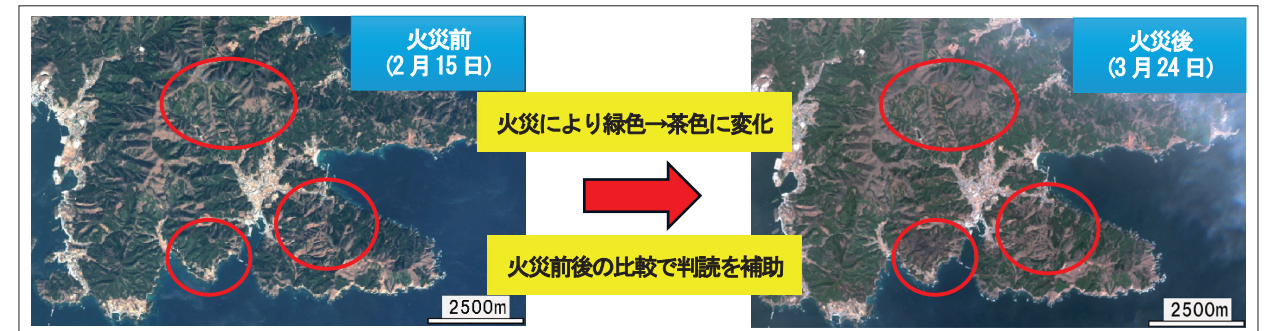 火災前
(2月15日)
火災後
(3月24日)
火災により緑色→茶色に変化
火災前後の比較で判読を補助
2500m
2500m